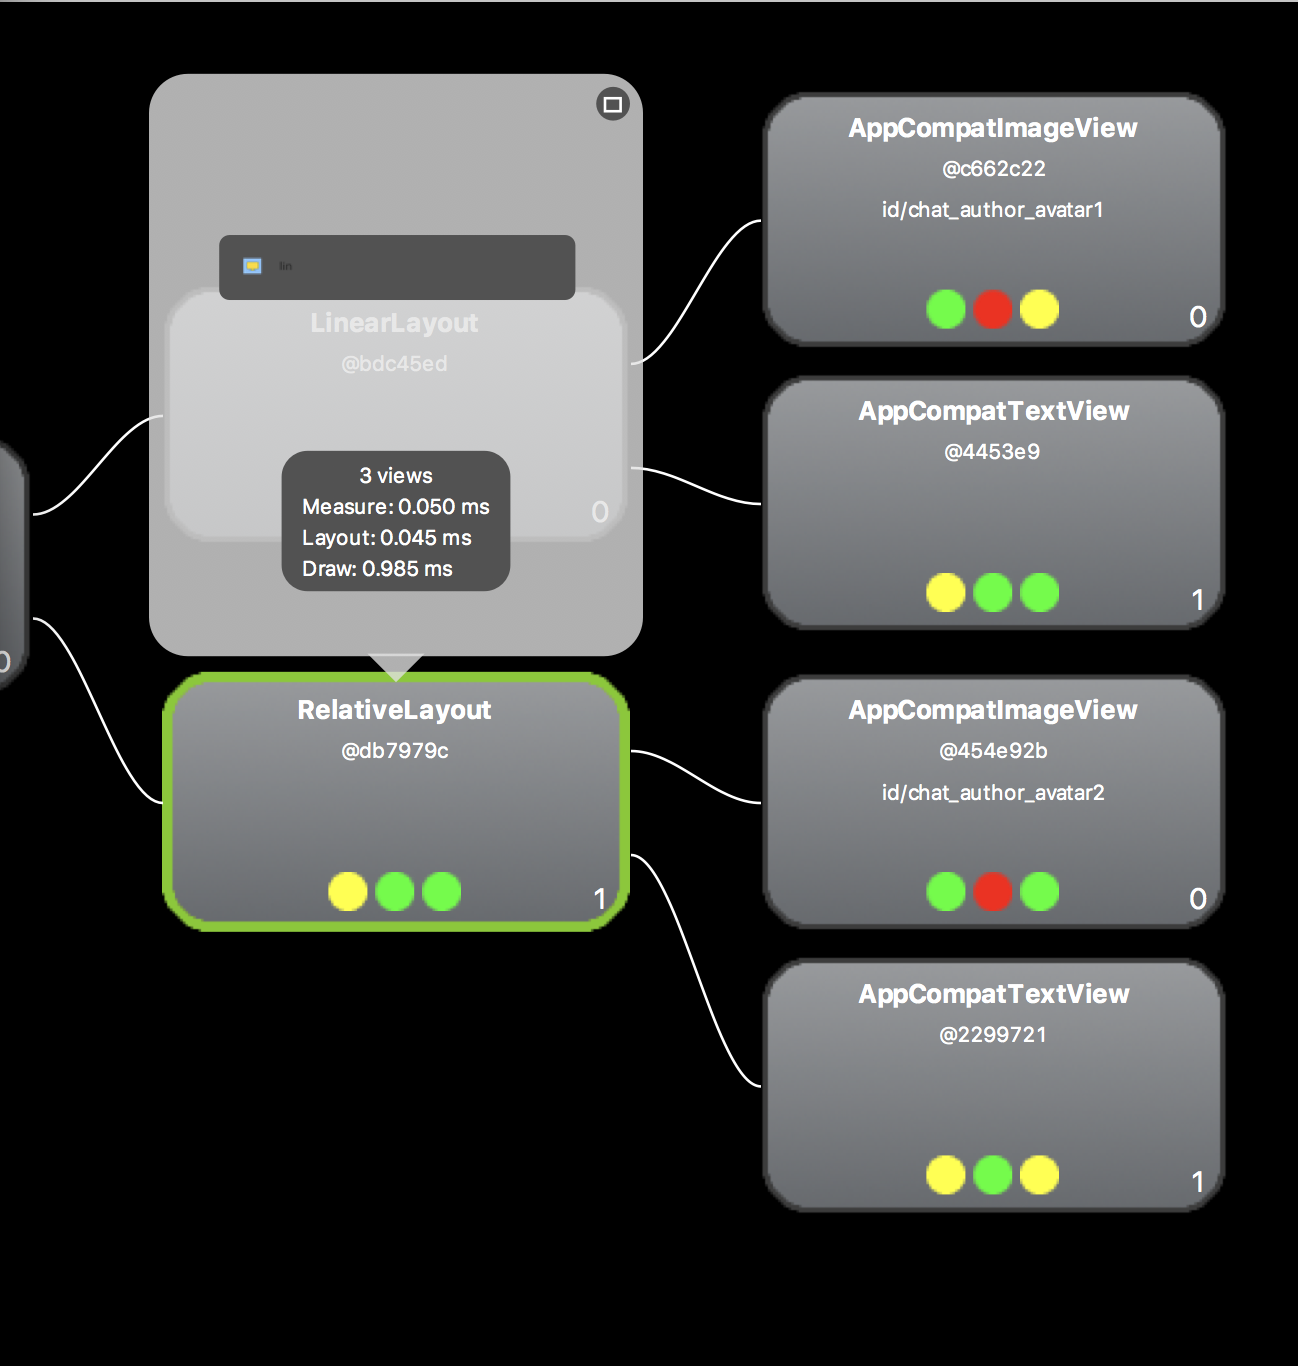 lin
LinearLayout
@bdc45ed
3 views
Measure: 0.050 ms
Layout: 0.045 ms
Draw: 0.985 ms
0
0
RelativeLayout
@db7979c
1
AppCompatImageView
@c662c22
id/chat_author_avatar1
0
AppCompatTextView
@4453e9
1
AppCompatImageView
@454e92b
id/chat_author_avatar2
0
AppCompatTextView
@2299721
1